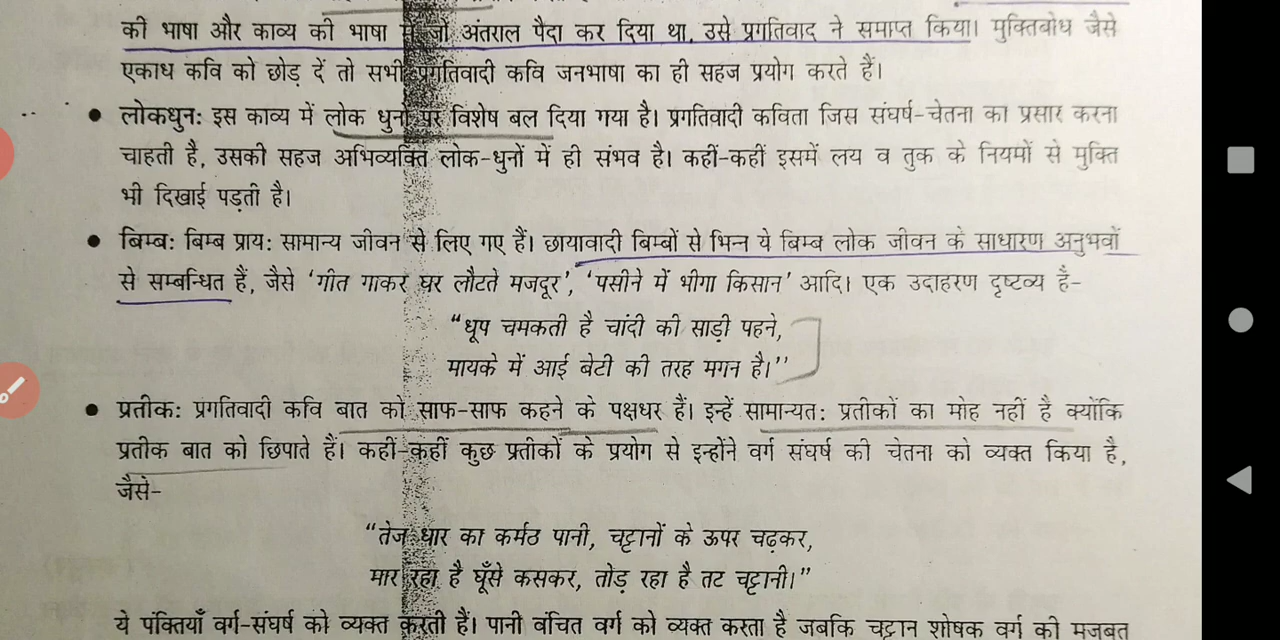 की भाषा और काव्य की भाषा में जो अंतराल पैदा कर दिया था, उसे प्रगतिवाद ने समाप्त किया। मुक्तिबोध जैसे
एकाध कवि को छोड़ दें तो सभी प्रगतिवादी कवि जनभाषा का ही सहज प्रयोग करते हैं।
● लोकधुन: इस काव्य में लोक धुनों पर विशेष बल दिया गया है। प्रगतिवादी कविता जिस संघर्ष-चेतना का प्रसार करना
चाहती है, उसकी सहज अभिव्यक्ति लोक-धुनों में ही संभव है। कहीं-कहीं इसमें लय व तुक के नियमों से मुक्ति
भी दिखाई पड़ती है।
● बिम्ब: बिम्ब प्राय: सामान्य जीवन से लिए गए हैं। छायावादी बिम्बों से भिन्न ये बिम्ब लोक जीवन के साधारण अनुभवों
से सम्बन्धित हैं, जैसे ‘गीत गाकर घर लौटते मजदूर’, ‘पसीने में भीगा किसान’ आदि। एक उदाहरण दृष्टव्य है-
“धूप चमकती है चांदी की साड़ी पहने,
मायके में आई बेटी की तरह मगन है।”
● प्रतीक: प्रगतिवादी कवि बात को साफ-साफ कहने के पक्षधर हैं। इन्हें सामान्यत: प्रतीकों का मोह नहीं है क्योंकि
प्रतीक बात को छिपाते हैं। कहीं-कहीं कुछ प्रतीकों के प्रयोग से इन्होंने वर्ग संघर्ष की चेतना को व्यक्त किया है,
जैसे-
“तेज धार का कर्मठ पानी, चट्टानों के ऊपर चढ़कर,
मार रहा है घूँसे कसकर, तोड़ रहा है तट चट्टानी।”
ये पंक्तियाँ वर्ग-संघर्ष को व्यक्त करती हैं। पानी वंचित वर्ग को व्यक्त करता है जबकि चट्टान शोषक वर्ग की मजबूत